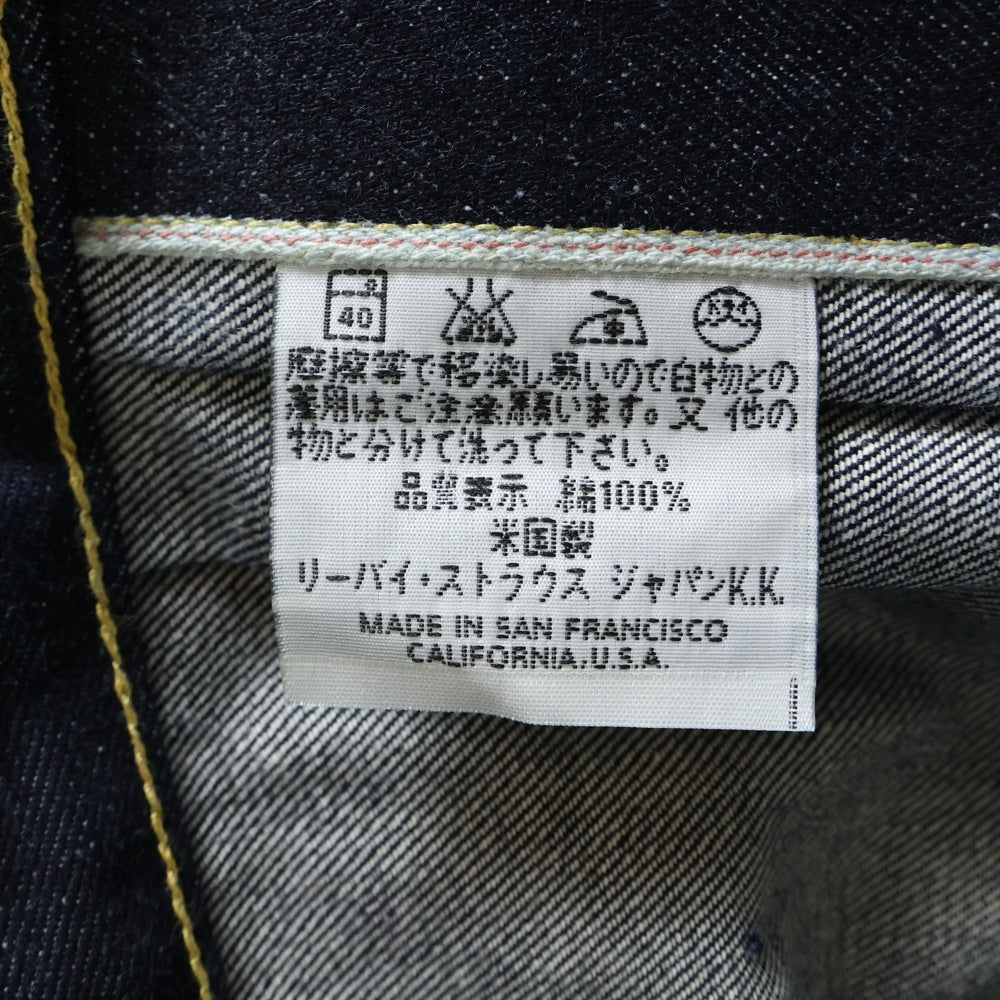 40
摩擦等で移染し易いので白物との
着用はご注意願います。又 他の
物と分けて洗って下さい。
品質表示 綿100%
米国製
リーバイ・ストラウス ジャパンK.K.
MADE IN SAN FRANCISCO
CALIFORNIA.U.S.A.